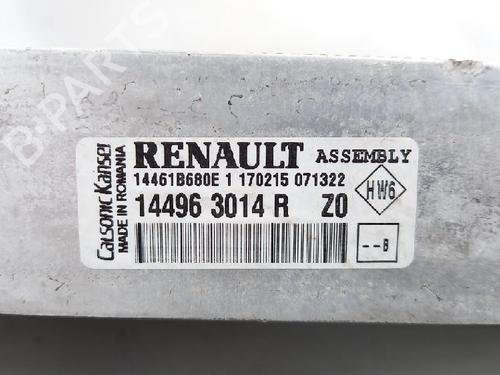 B-PARTS
Calsonic Kansei
MADE IN ROMANIA
RENAULT ASSEMBLY
14461B680E 1 170215 071322
14496 3014 R Z0
HW6
--B